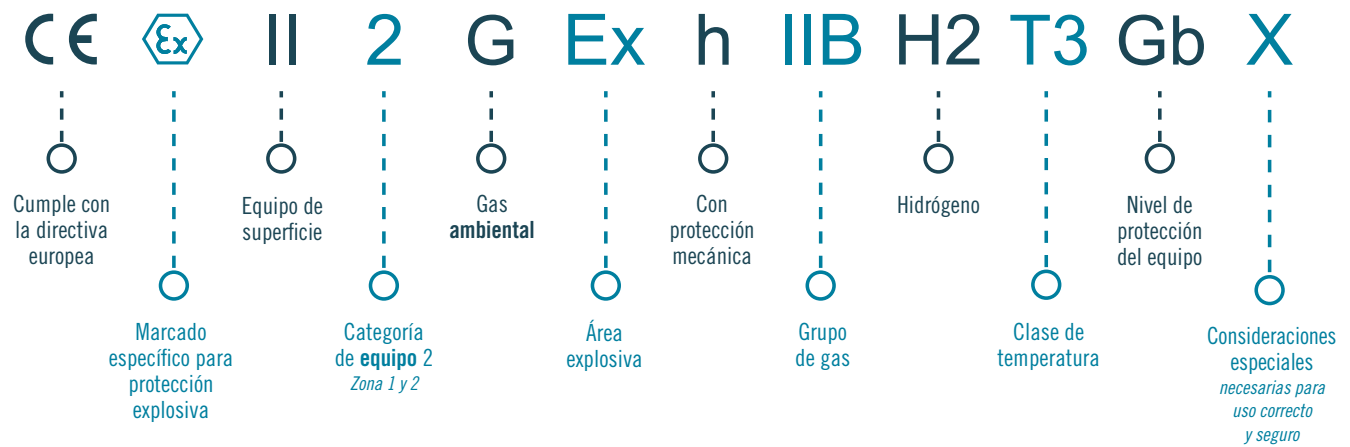 CE Ex II 2 G Ex h IIB H2 T3 Gb X
Cumple con
la directiva
europea
Marcado
específico para
protección
explosiva
Equipo de
superficie
Categoría
de equipo 2
Zona 1 y 2
Gas
ambiental
Área
explosiva
Con
protección
mecánica
Grupo
de gas
Hidrógeno
Clase de
temperatura
Nivel de
protección
del equipo
Consideraciones
especiales
necesarias para
uso correcto
y seguro